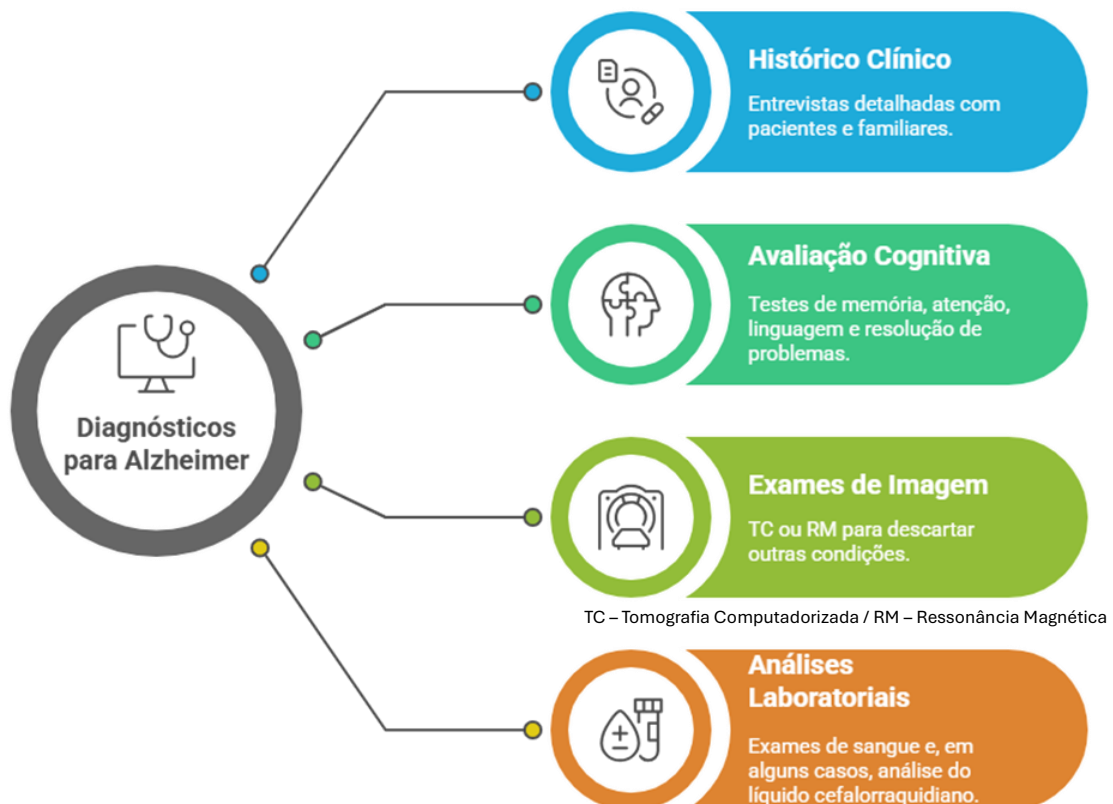 Diagnósticos
para Alzheimer
Histórico Clínico
Entrevistas detalhadas com
pacientes e familiares.
Avaliação Cognitiva
Testes de memória, atenção,
linguagem e resolução de
problemas.
Exames de Imagem
TC ou RM para descartar
outras condições.
TC – Tomografia Computadorizada / RM – Ressonância Magnética
Análises
Laboratoriais
Exames de sangue e, em
alguns casos, análise do
líquido cefalorraquidiano.